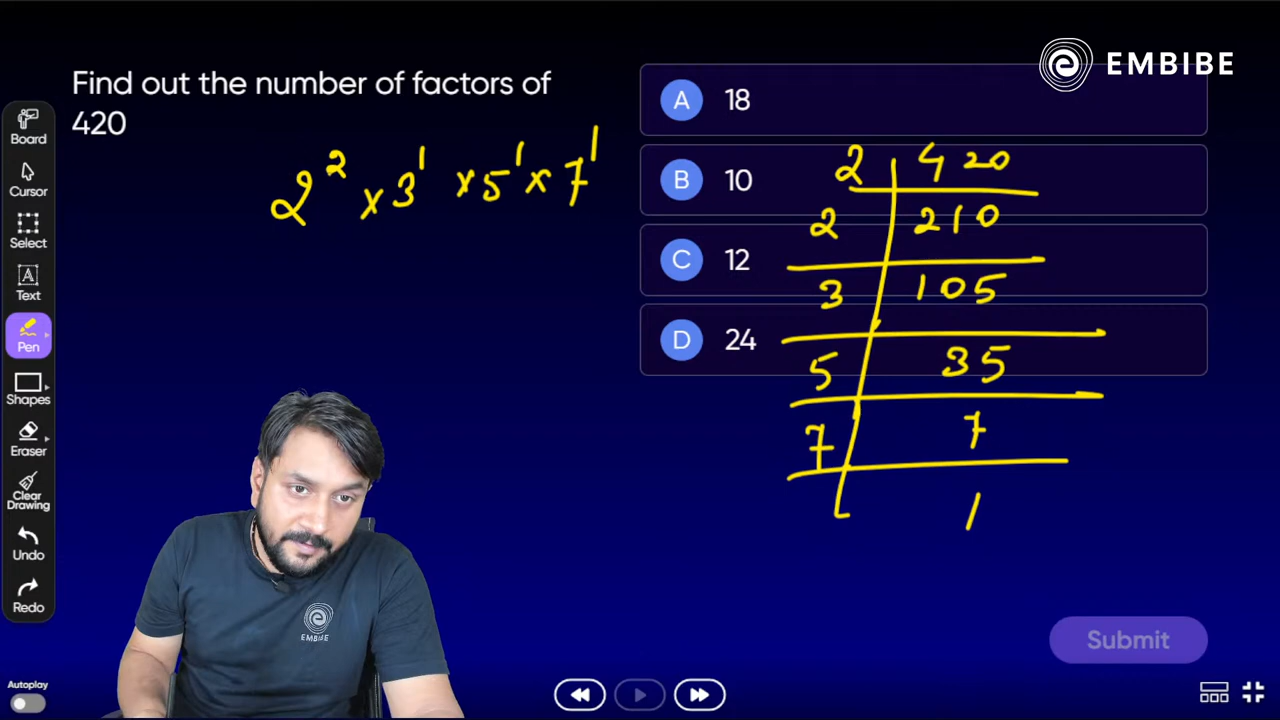 EMBIBE
Find out the number of factors of
420
2² × 3¹ × 5¹ × 7¹
A 18
B 10
C 12
D 24
2 | 420
2 | 210
3 | 105
5 | 35
7 | 7
1
Board
Cursor
Select
A
Text
Pen
Shapes
Eraser
Clear
Drawing
Undo
Redo
Autoplay
EMBIBE
Submit